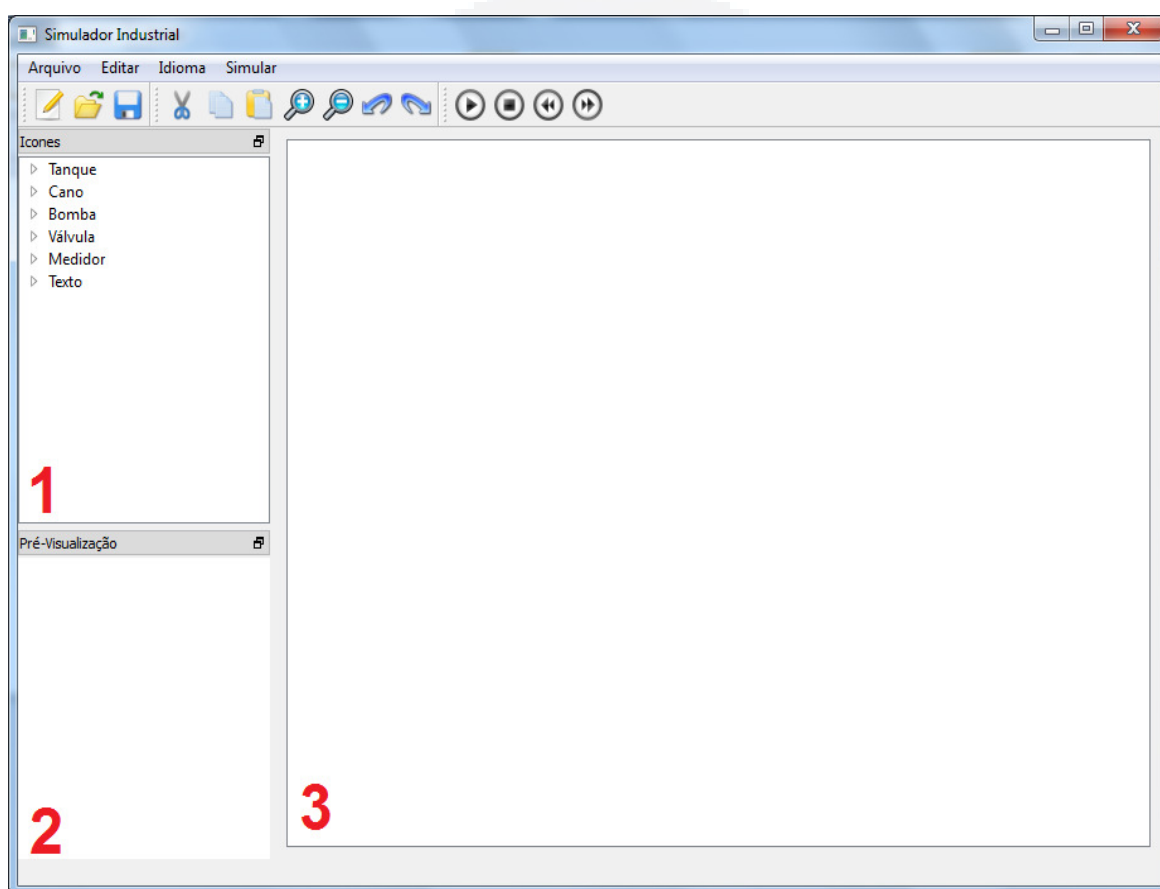 Simulador Industrial
Arquivo Editar Idioma Simular
Icones
Tanque
Cano
Bomba
Válvula
Medidor
Texto
1
Pré-Visualização
2
3